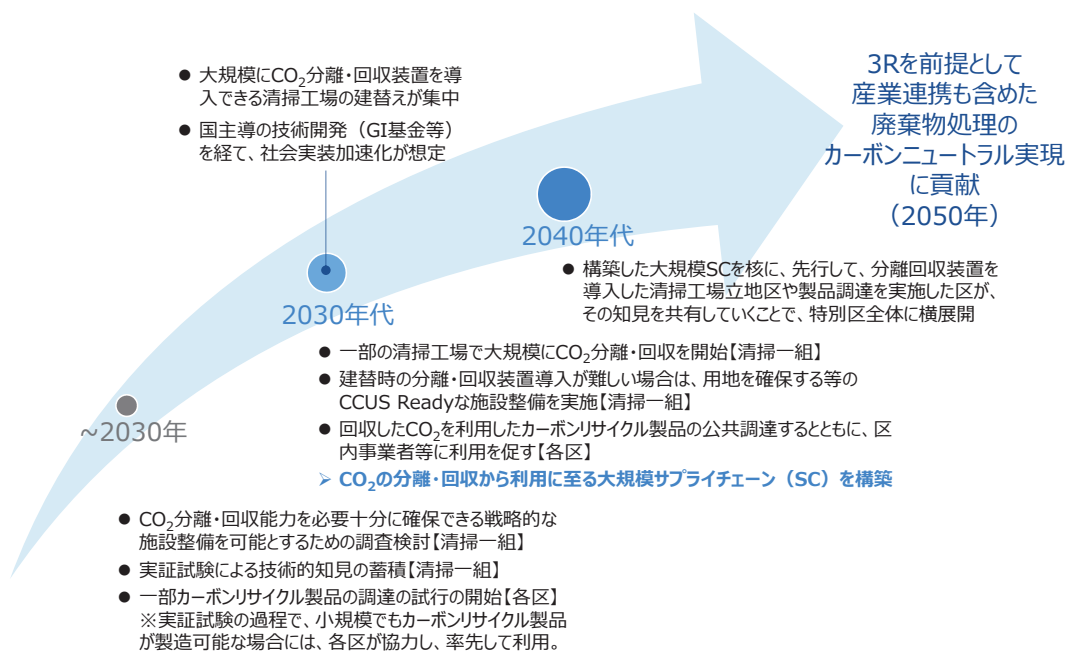 ● 大規模にCO2分離・回収装置を導
入できる清掃工場の建替えが集中
● 国主導の技術開発（GI基金等）
を経て、社会実装加速化が想定
3Rを前提として
産業連携も含めた
廃棄物処理の
カーボンニュートラル実現
に貢献
（2050年）
2040年代
● 構築した大規模SCを核に、先行して、分離回収装置を
導入した清掃工場立地区や製品調達を実施した区が、
その知見を共有していくことで、特別区全体に横展開
2030年代
● 一部の清掃工場で大規模にCO2分離・回収を開始【清掃一組】
● 建替時の分離・回収装置導入が難しい場合は、用地を確保する等の
CCUS Readyな施設整備を実施【清掃一組】
● 回収したCO2を利用したカーボンリサイクル製品の公共調達するとともに、区
内事業者等に利用を促す【各区】
➢ CO2の分離・回収から利用に至る大規模サプライチェーン（SC）を構築
~2030年
● CO2分離・回収能力を必要十分に確保できる戦略的な
施設整備を可能とするための調査検討【清掃一組】
● 実証試験による技術的知見の蓄積【清掃一組】
● 一部カーボンリサイクル製品の調達の試行の開始【各区】
※実証試験の過程で、小規模でもカーボンリサイクル製品
が製造可能な場合には、各区が協力し、率先して利用。